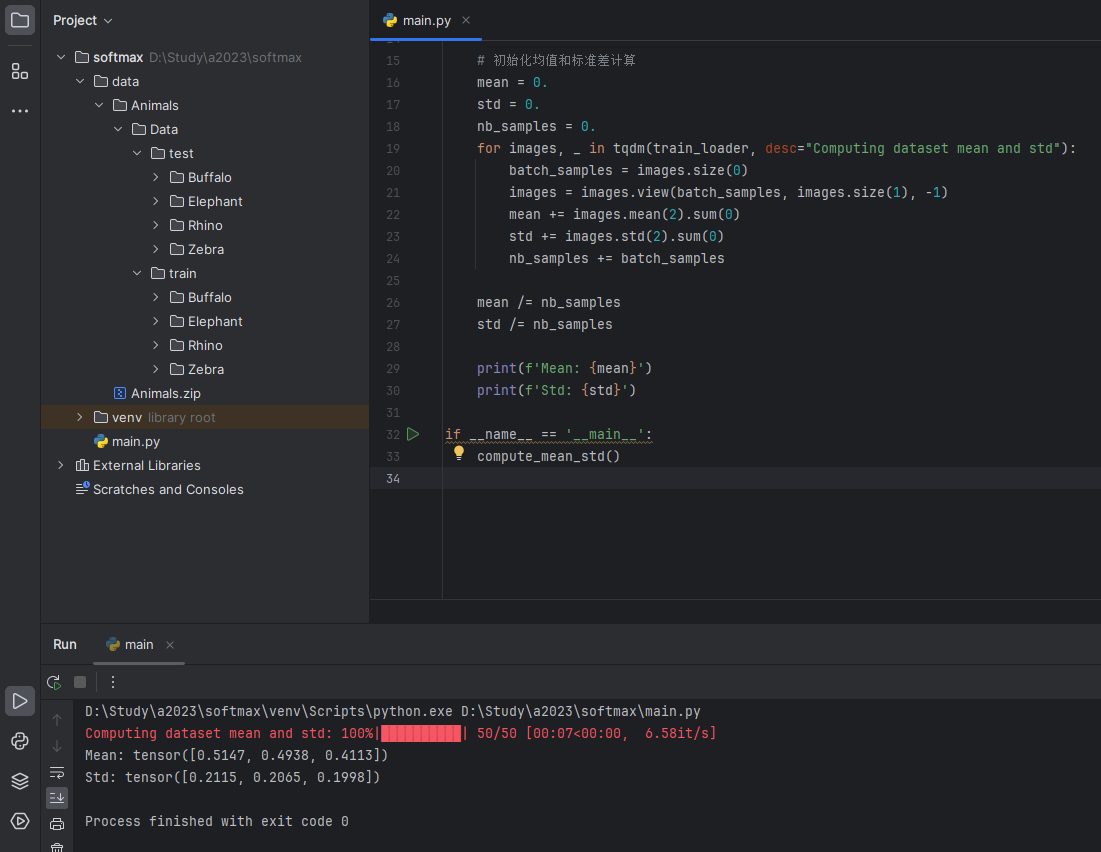 Project
main.py
softmax D:\Study\a2023\softmax
data
Animals
Data
test
Buffalo
Elephant
Rhino
Zebra
train
Buffalo
Elephant
Rhino
Zebra
Animals.zip
venv library root
main.py
External Libraries
Scratches and Consoles
15 # 初始化均值和标准差计算
16 mean = 0.
17 std = 0.
18 nb_samples = 0.
19 for images, _ in tqdm(train_loader, desc="Computing dataset mean and std"):
20 batch_samples = images.size(0)
21 images = images.view(batch_samples, images.size(1), -1)
22 mean += images.mean(2).sum(0)
23 std += images.std(2).sum(0)
24 nb_samples += batch_samples
25
26 mean /= nb_samples
27 std /= nb_samples
28
29 print(f'Mean: {mean}')
30 print(f'Std: {std}')
31
32 if __name__ == '__main__':
33 compute_mean_std()
34
Run main
D:\Study\a2023\softmax\venv\Scripts\python.exe D:\Study\a2023\softmax\main.py
Computing dataset mean and std: 100%|██████████| 50/50 [00:07<00:00, 6.58it/s]
Mean: tensor([0.5147, 0.4938, 0.4113])
Std: tensor([0.2115, 0.2065, 0.1998])
Process finished with exit code 0